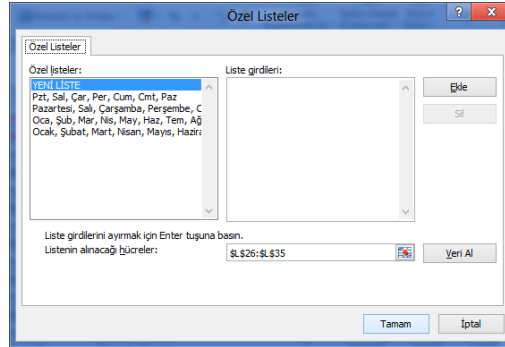 Özel Listeler
?
X
Özel Listeler
Özel listeler:
Liste girdileri:
YENİ LİSTE
Pzt, Sal, Çar, Per, Cum, Cmt, Paz
Pazartesi, Salı, Çarşamba, Perşembe, C
Oca, Şub, Mar, Nis, May, Haz, Tem, Ağ
Ocak, Şubat, Mart, Nisan, Mayıs, Hazira
Ekle
Sil
Liste girdilerini ayırmak için Enter tuşuna basın.
Listenin alınacağı hücreler:
$L$26:$L$35
Veri Al
Tamam
İptal